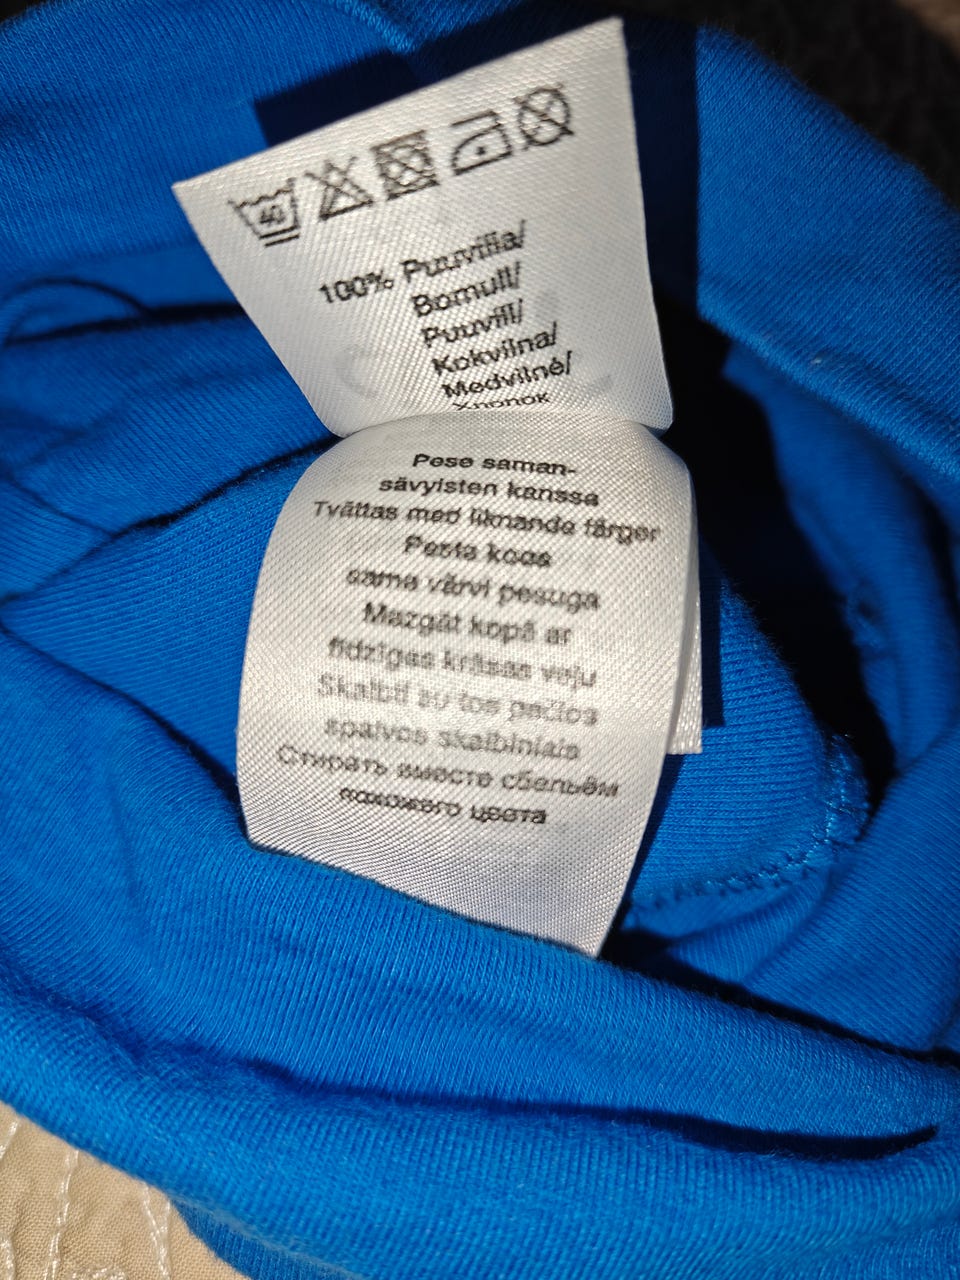 40
100% Puuvilla/
Bomull/
Puuvill/
Kokvilna/
Medvilnė/
Хлопок
Pese saman-
sävyisten kanssa
Tvättas med liknande färger
Pesta koos
sama värvi pesuga
Mazgāt kopā ar
līdzīgas krāsas veļu
Skalbti su tos pačios
spalvos skalbiniais
Стирать вместе с бельём
похожего цвета